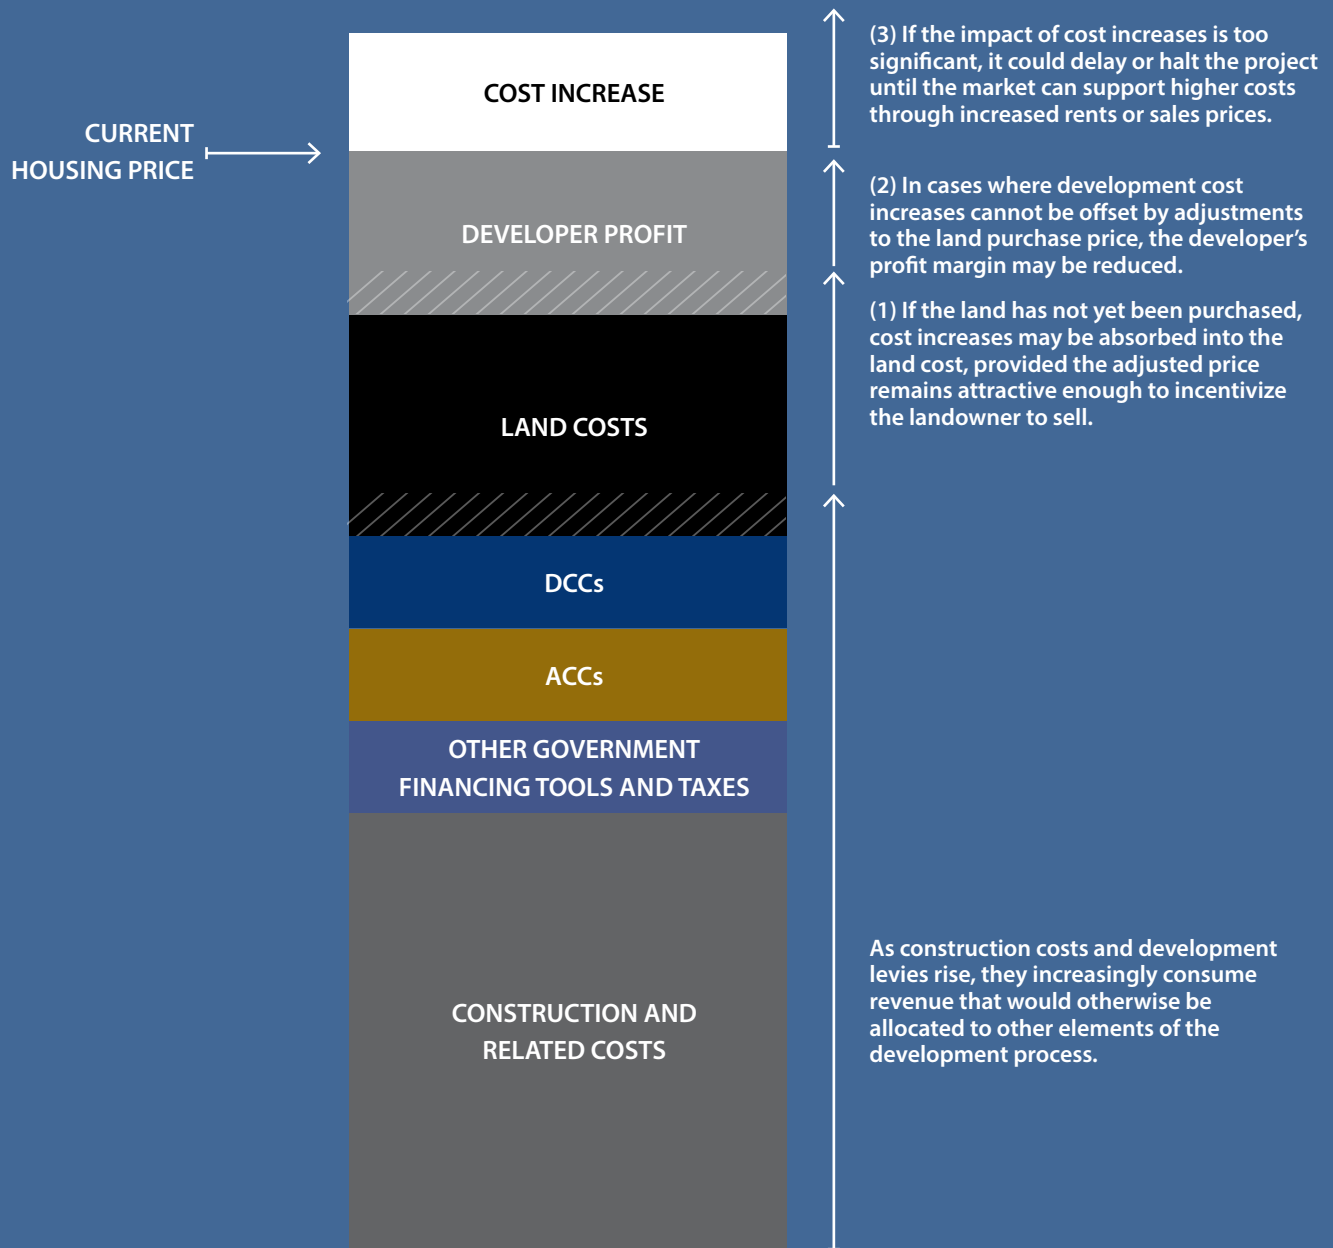 CURRENT
HOUSING PRICE
COST INCREASE
DEVELOPER PROFIT
LAND COSTS
DCCs
ACCs
OTHER GOVERNMENT
FINANCING TOOLS AND TAXES
CONSTRUCTION AND
RELATED COSTS
(3) If the impact of cost increases is too
significant, it could delay or halt the project
until the market can support higher costs
through increased rents or sales prices.
(2) In cases where development cost
increases cannot be offset by adjustments
to the land purchase price, the developer’s
profit margin may be reduced.
(1) If the land has not yet been purchased,
cost increases may be absorbed into the
land cost, provided the adjusted price
remains attractive enough to incentivize
the landowner to sell.
As construction costs and development
levies rise, they increasingly consume
revenue that would otherwise be
allocated to other elements of the
development process.